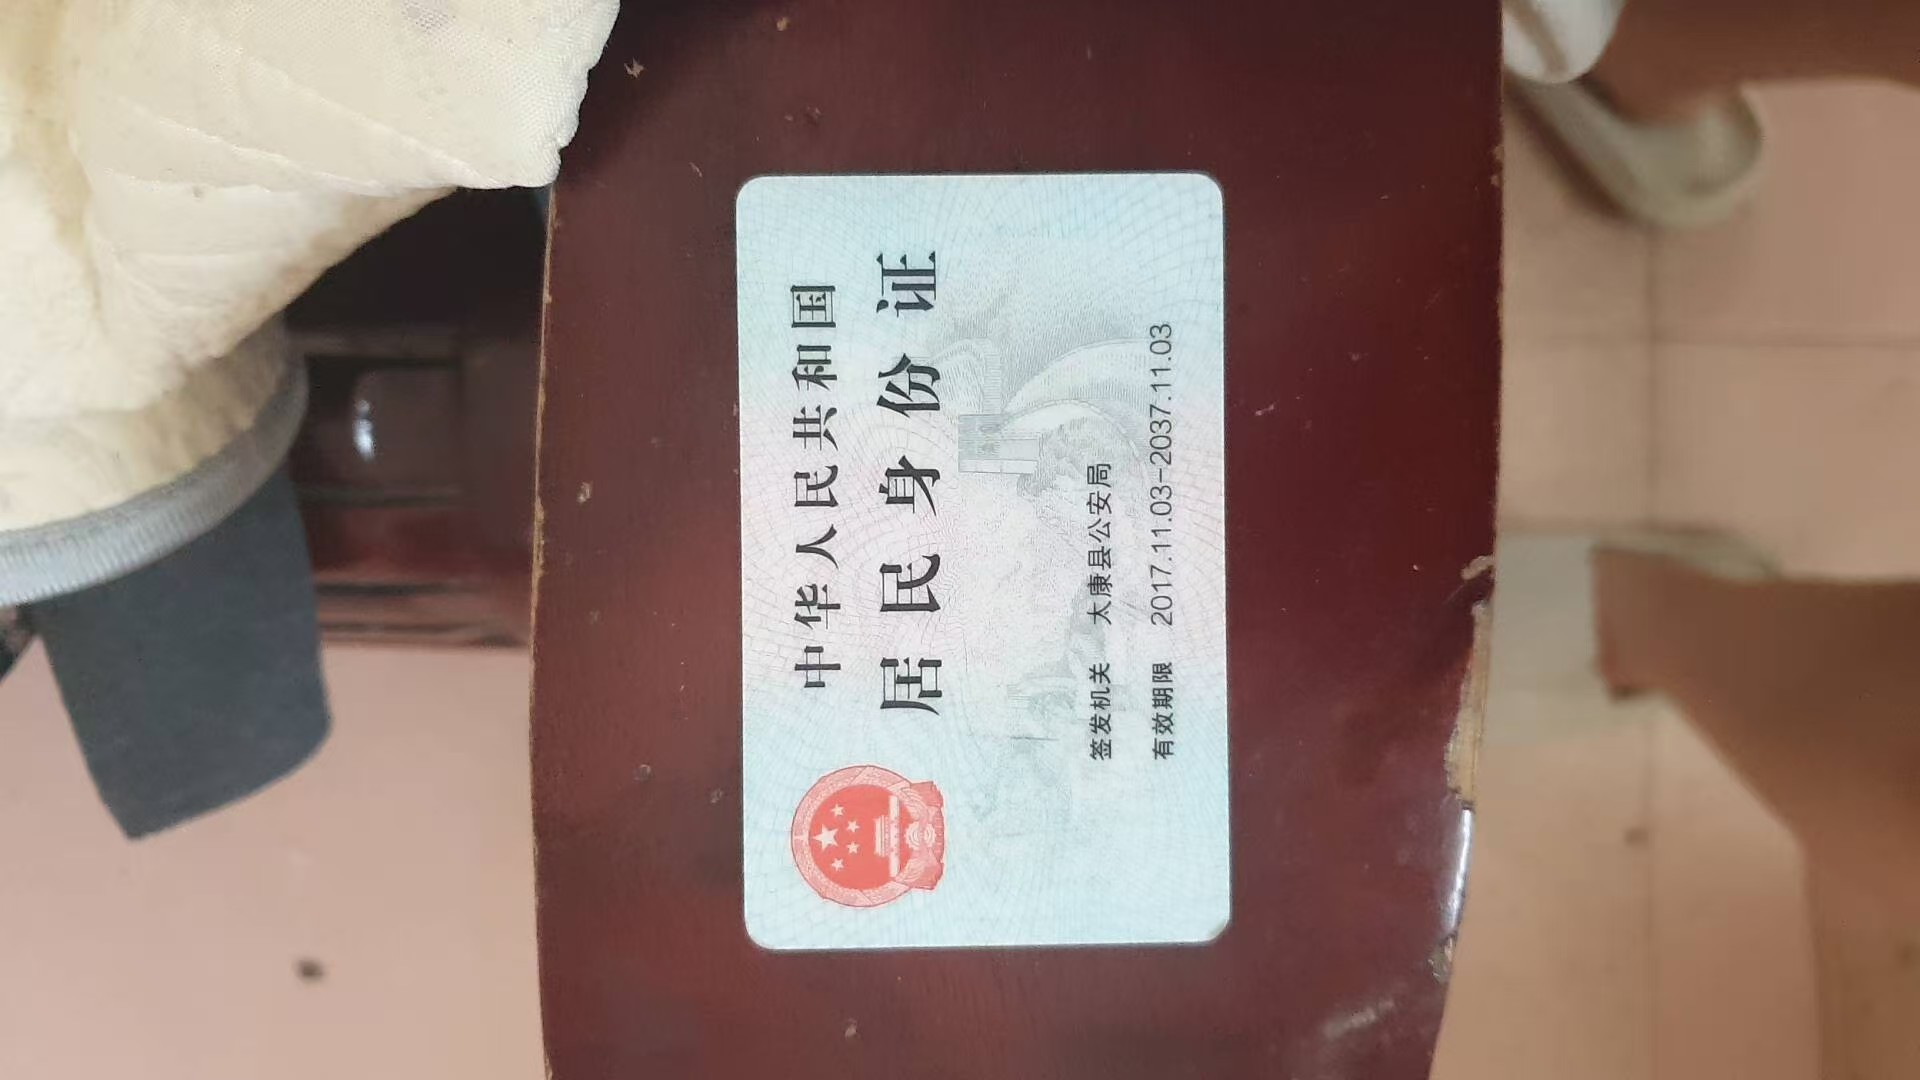 中华人民共和国
居民身份证
签发机关 太康县公安局
有效期限 2017.11.03-2037.11.03